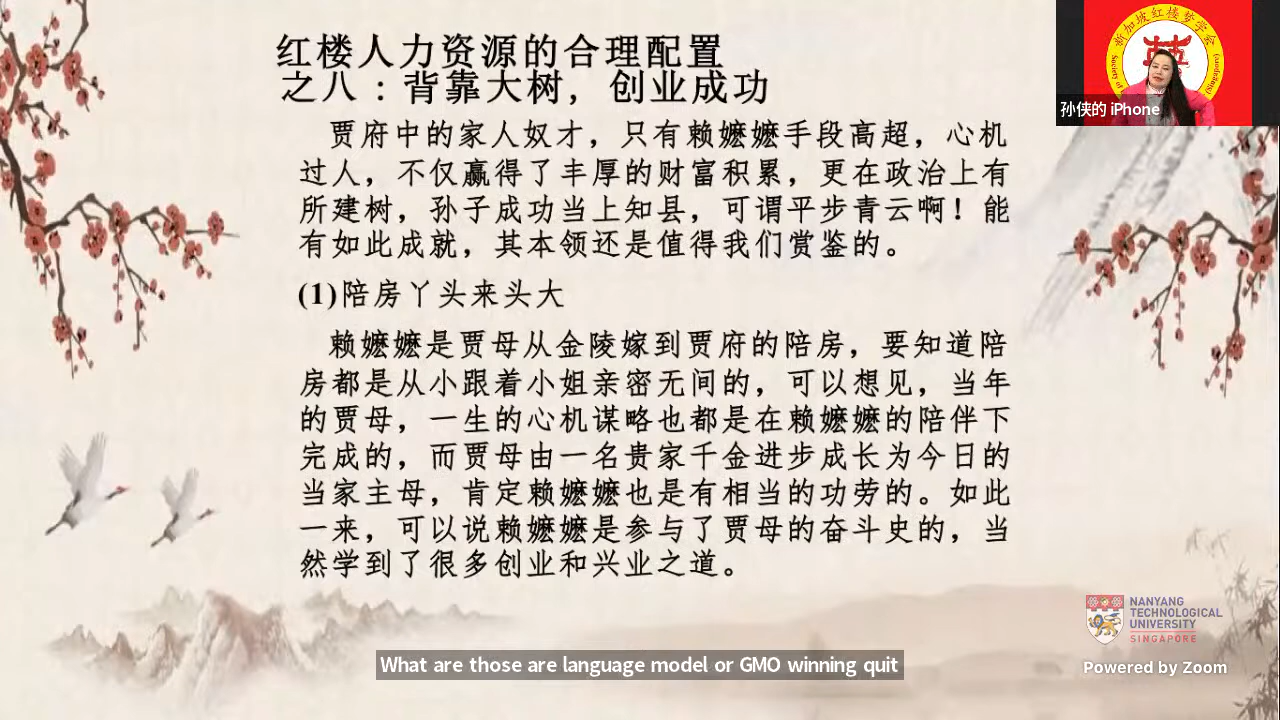 红楼人力资源的合理配置
之八：背靠大树，创业成功
贾府中的家人奴才，只有赖嬷嬷手段高超，心机
过人，不仅赢得了丰厚的财富积累，更在政治上有
所建树，孙子成功当上知县，可谓平步青云啊！能
有如此成就，其本领还是值得我们赏鉴的。
(1)陪房丫头来头大
赖嬷嬷是贾母从金陵嫁到贾府的陪房，要知道陪
房都是从小跟着小姐亲密无间的，可以想见，当年
的贾母，一生的心机谋略也都是在赖嬷嬷的陪伴下
完成的，而贾母由一名贵家千金进步成长为今日的
当家主母，肯定赖嬷嬷也是有相当的功劳的。如此
一来，可以说赖嬷嬷是参与了贾母的奋斗史的，当
然学到了很多创业和兴业之道。
新加坡红楼梦学会
孙侠的 iPhone
NANYANG
TECHNOLOGICAL
UNIVERSITY
SINGAPORE
Powered by Zoom
What are those are language model or GMO winning quit